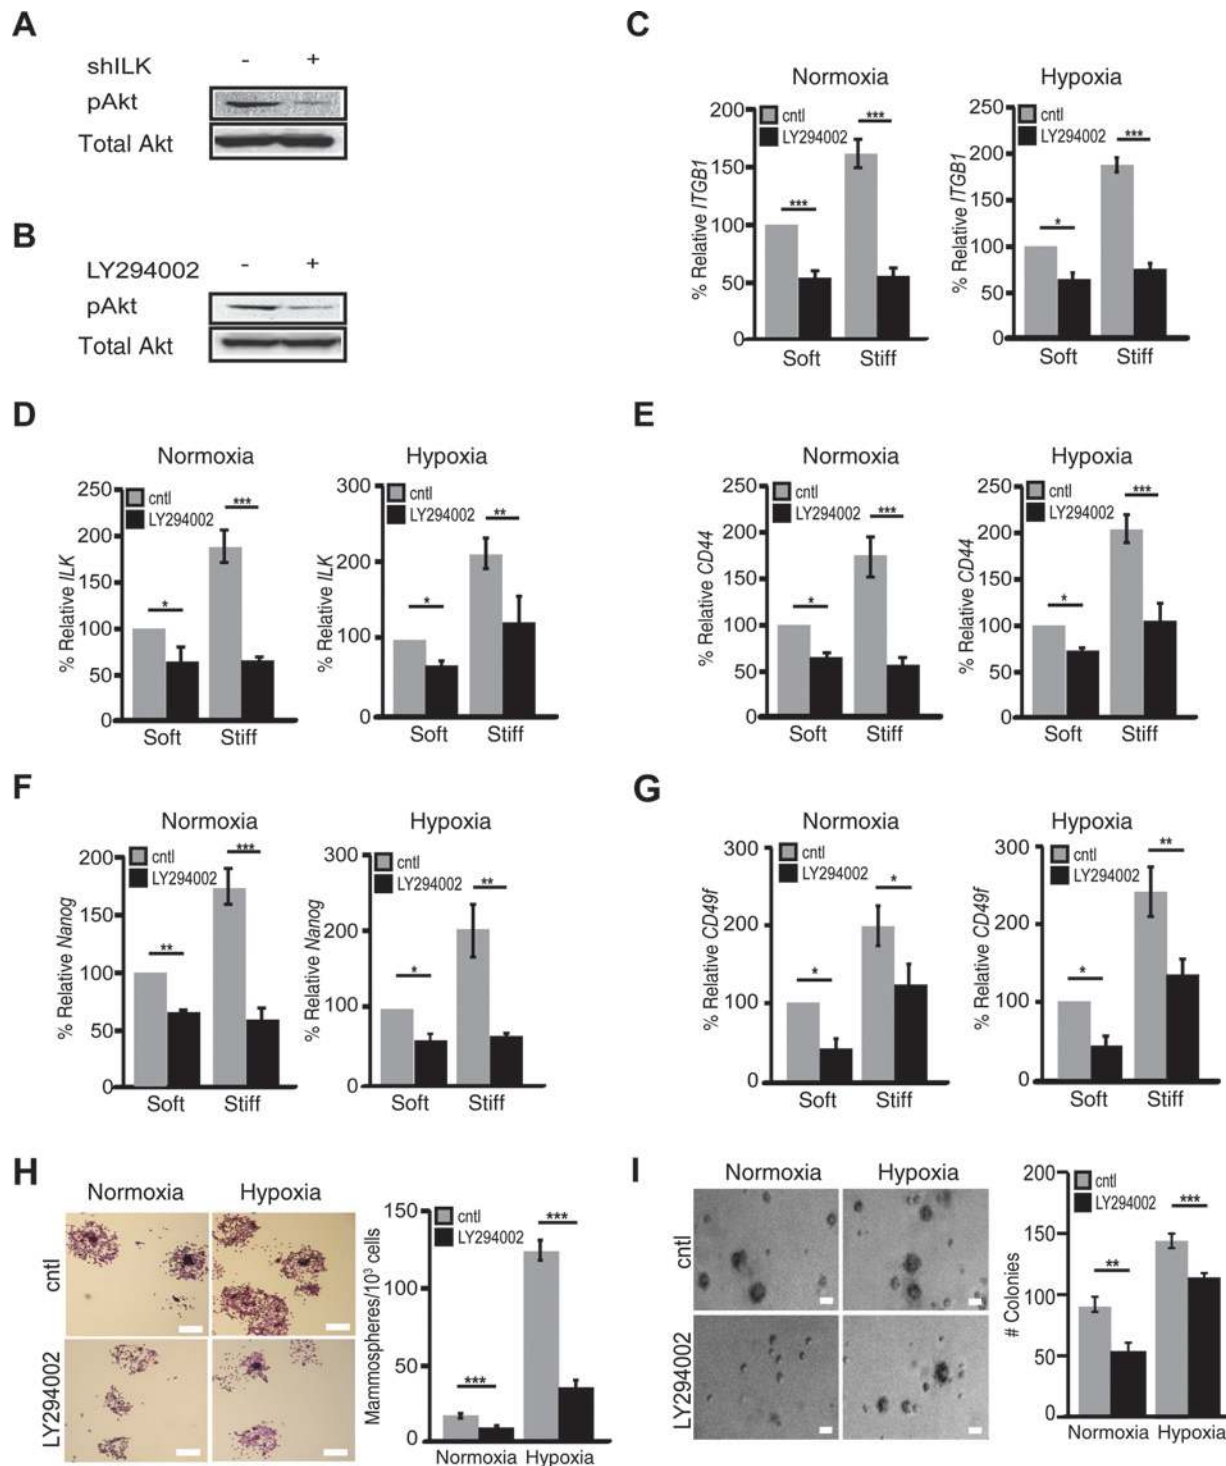 A
shILK - +
pAkt
Total Akt
B
LY294002 - +
pAkt
Total Akt
C
Normoxia
% Relative ITGB1
200
150
100
50
0
cntl
LY294002
***
***
Soft Stiff
Hypoxia
% Relative ITGB1
250
200
150
100
50
0
cntl
LY294002
*
***
Soft Stiff
D
Normoxia
% Relative ILK
250
200
150
100
50
0
cntl
LY294002
*
***
Soft Stiff
Hypoxia
% Relative ILK
300
200
100
0
cntl
LY294002
*
**
Soft Stiff
E
Normoxia
% Relative CD44
250
200
150
100
50
0
cntl
LY294002
*
***
Soft Stiff
Hypoxia
% Relative CD44
250
200
150
100
50
0
cntl
LY294002
*
***
Soft Stiff
F
Normoxia
% Relative Nanog
200
150
100
50
0
cntl
LY294002
**
***
Soft Stiff
Hypoxia
% Relative Nanog
300
200
100
0
cntl
LY294002
*
**
Soft Stiff
G
Normoxia
% Relative CD49f
300
200
100
0
cntl
LY294002
*
*
Soft Stiff
Hypoxia
% Relative CD49f
300
200
100
0
cntl
LY294002
*
**
Soft Stiff
H
Normoxia Hypoxia
cntl
LY294002
Mammospheres/10³ cells
150
100
50
0
cntl
LY294002
***
***
Normoxia Hypoxia
I
Normoxia Hypoxia
cntl
LY294002
# Colonies
200
150
100
50
0
cntl
LY294002
**
***
Normoxia Hypoxia